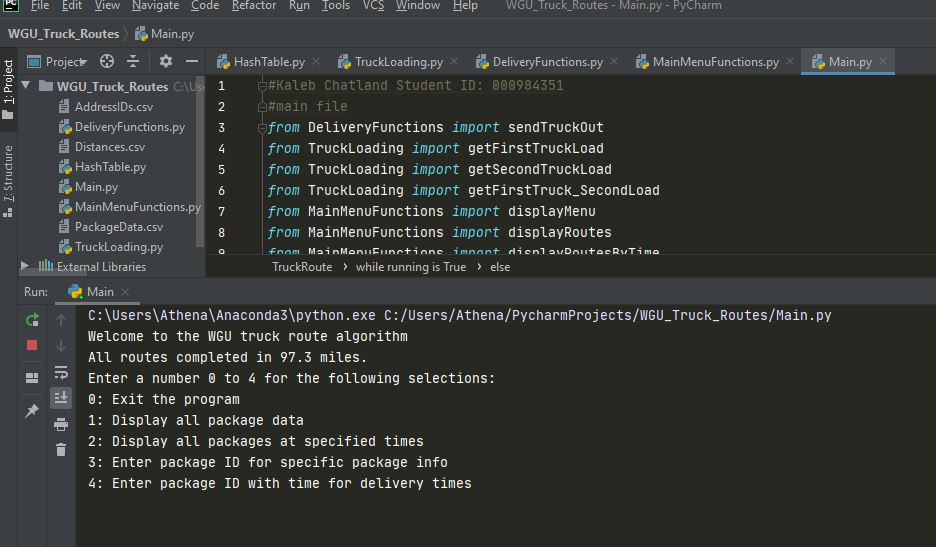 File Edit View Navigate Code Refactor Run Tools VCS Window Help WGU_Truck_Routes - Main.py - PyCharm
WGU_Truck_Routes Main.py
Project HashTable.py TruckLoading.py DeliveryFunctions.py MainMenuFunctions.py Main.py
1: Project
7: Structure
WGU_Truck_Routes C:\Use
AddressIDs.csv
DeliveryFunctions.py
Distances.csv
HashTable.py
Main.py
MainMenuFunctions.py
PackageData.csv
TruckLoading.py
External Libraries
1 #Kaleb Chatland Student ID: 000984351
2 #main file
3 from DeliveryFunctions import sendTruckOut
4 from TruckLoading import getFirstTruckLoad
5 from TruckLoading import getSecondTruckLoad
6 from TruckLoading import getFirstTruck_SecondLoad
7 from MainMenuFunctions import displayMenu
8 from MainMenuFunctions import displayRoutes
9 from MainMenuFunctions import displayRoutesByTime
TruckRoute while running is True else
Run: Main
C:\Users\Athena\Anaconda3\python.exe C:/Users/Athena/PycharmProjects/WGU_Truck_Routes/Main.py
Welcome to the WGU truck route algorithm
All routes completed in 97.3 miles.
Enter a number 0 to 4 for the following selections:
0: Exit the program
1: Display all package data
2: Display all packages at specified times
3: Enter package ID for specific package info
4: Enter package ID with time for delivery times